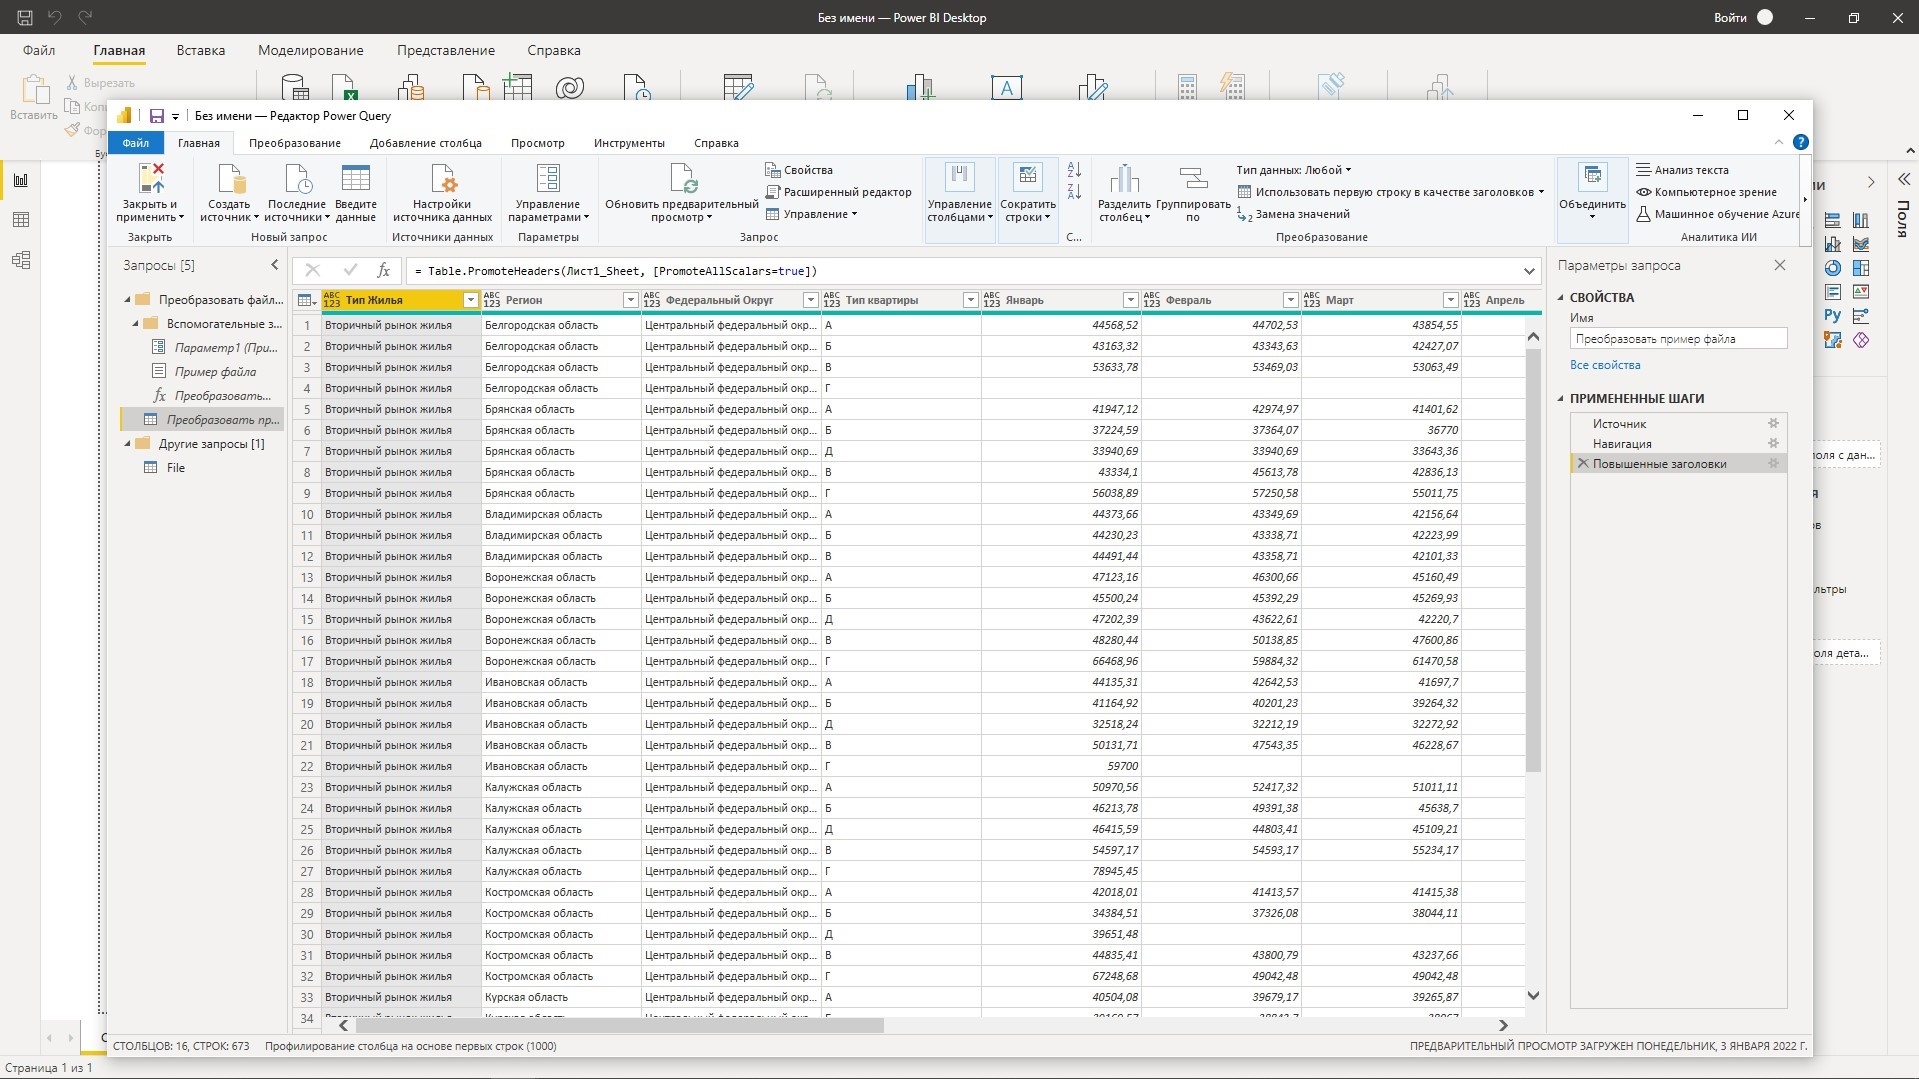 Без имени — Power BI Desktop
Войти
Файл Главная Вставка Моделирование Представление Справка
Вставить
Вырезать
Без имени — Редактор Power Query
Файл Главная Преобразование Добавление столбца Просмотр Инструменты Справка
Закрыть и применить
Создать источник
Последние источники
Введите данные
Настройки источника данных
Управление параметрами
Обновить предварительный просмотр
Свойства
Расширенный редактор
Управление
Управление столбцами
Сократить строки
Разделить столбец
Группировать по
Тип данных: Любой
Использовать первую строку в качестве заголовков
Замена значений
Объединить
Анализ текста
Компьютерное зрение
Машинное обучение Azure
Закрыть Новый запрос Источники данных Параметры Запрос С... Преобразование Аналитика ИИ
Поля
Запросы [5]
= Table.PromoteHeaders(Лист1_Sheet, [PromoteAllScalars=true])
Преобразовать файл...
Вспомогательные з...
Параметр1 (При...
Пример файла
Преобразовать...
Преобразовать пр...
Другие запросы [1]
File
Тип Жилья Регион Федеральный Округ Тип квартиры Январь Февраль Март Апрель
1 Вторичный рынок жилья Белгородская область Центральный федеральный окр... А 44568,52 44702,53 43854,55
2 Вторичный рынок жилья Белгородская область Центральный федеральный окр... Б 43163,32 43343,63 42427,07
3 Вторичный рынок жилья Белгородская область Центральный федеральный окр... В 53633,78 53469,03 53063,49
4 Вторичный рынок жилья Белгородская область Центральный федеральный окр... Г
5 Вторичный рынок жилья Брянская область Центральный федеральный окр... А 41947,12 42974,97 41401,62
6 Вторичный рынок жилья Брянская область Центральный федеральный окр... Б 37224,59 37364,07 36770
7 Вторичный рынок жилья Брянская область Центральный федеральный окр... Д 33940,69 33940,69 33643,36
8 Вторичный рынок жилья Брянская область Центральный федеральный окр... В 43334,1 45613,78 42836,13
9 Вторичный рынок жилья Брянская область Центральный федеральный окр... Г 56038,89 57250,58 55011,75
10 Вторичный рынок жилья Владимирская область Центральный федеральный окр... А 44373,66 43349,69 42156,64
11 Вторичный рынок жилья Владимирская область Центральный федеральный окр... Б 44230,23 43338,71 42223,99
12 Вторичный рынок жилья Владимирская область Центральный федеральный окр... В 44491,44 43358,71 42101,33
13 Вторичный рынок жилья Воронежская область Центральный федеральный окр... А 47123,16 46300,66 45160,49
14 Вторичный рынок жилья Воронежская область Центральный федеральный окр... Б 45500,24 45392,29 45269,93
15 Вторичный рынок жилья Воронежская область Центральный федеральный окр... Д 47202,39 43622,61 42220,7
16 Вторичный рынок жилья Воронежская область Центральный федеральный окр... В 48280,44 50138,85 47600,86
17 Вторичный рынок жилья Воронежская область Центральный федеральный окр... Г 66468,96 59884,32 61470,58
18 Вторичный рынок жилья Ивановская область Центральный федеральный окр... А 44135,31 42642,53 41697,7
19 Вторичный рынок жилья Ивановская область Центральный федеральный окр... Б 41164,92 40201,23 39264,32
20 Вторичный рынок жилья Ивановская область Центральный федеральный окр... Д 32518,24 32212,19 32272,92
21 Вторичный рынок жилья Ивановская область Центральный федеральный окр... В 50131,71 47543,35 46228,67
22 Вторичный рынок жилья Ивановская область Центральный федеральный окр... Г 59700
23 Вторичный рынок жилья Калужская область Центральный федеральный окр... А 50970,56 52417,32 51011,11
24 Вторичный рынок жилья Калужская область Центральный федеральный окр... Б 46213,78 49391,38 45638,7
25 Вторичный рынок жилья Калужская область Центральный федеральный окр... Д 46415,59 44803,41 45109,21
26 Вторичный рынок жилья Калужская область Центральный федеральный окр... В 54597,17 54593,17 55234,17
27 Вторичный рынок жилья Калужская область Центральный федеральный окр... Г 78945,45
28 Вторичный рынок жилья Костромская область Центральный федеральный окр... А 42018,01 41413,57 41415,38
29 Вторичный рынок жилья Костромская область Центральный федеральный окр... Б 34384,51 37326,08 38044,11
30 Вторичный рынок жилья Костромская область Центральный федеральный окр... Д 39651,48
31 Вторичный рынок жилья Костромская область Центральный федеральный окр... В 44835,41 43800,79 43237,66
32 Вторичный рынок жилья Костромская область Центральный федеральный окр... Г 67248,68 49042,48 49042,48
33 Вторичный рынок жилья Курская область Центральный федеральный окр... А 40504,08 39679,17 39265,87
34
Параметры запроса
СВОЙСТВА
Имя
Преобразовать пример файла
Все свойства
ПРИМЕНЕННЫЕ ШАГИ
Источник
Навигация
Повышенные заголовки
СТОЛБЦОВ: 16, СТРОК: 673 Профилирование столбца на основе первых строк (1000)
ПРЕДВАРИТЕЛЬНЫЙ ПРОСМОТР ЗАГРУЖЕН ПОНЕДЕЛЬНИК, 3 ЯНВАРЯ 2022 Г.
Страница 1 из 1